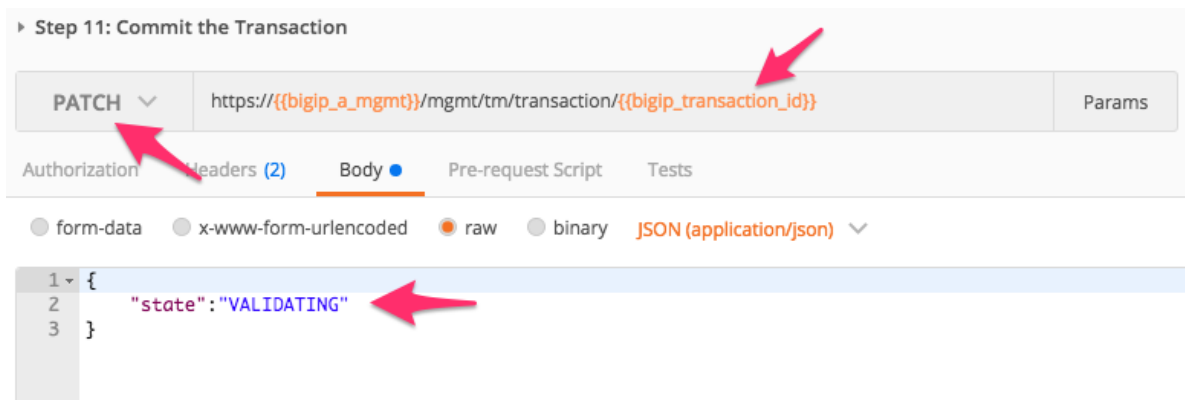 Step 11: Commit the Transaction
PATCH https://{{bigip_a_mgmt}}/mgmt/tm/transaction/{{bigip_transaction_id}} Params
Authorization Headers (2) Body Pre-request Script Tests
form-data x-www-form-urlencoded raw binary JSON (application/json)
1 {
2 "state":"VALIDATING"
3 }